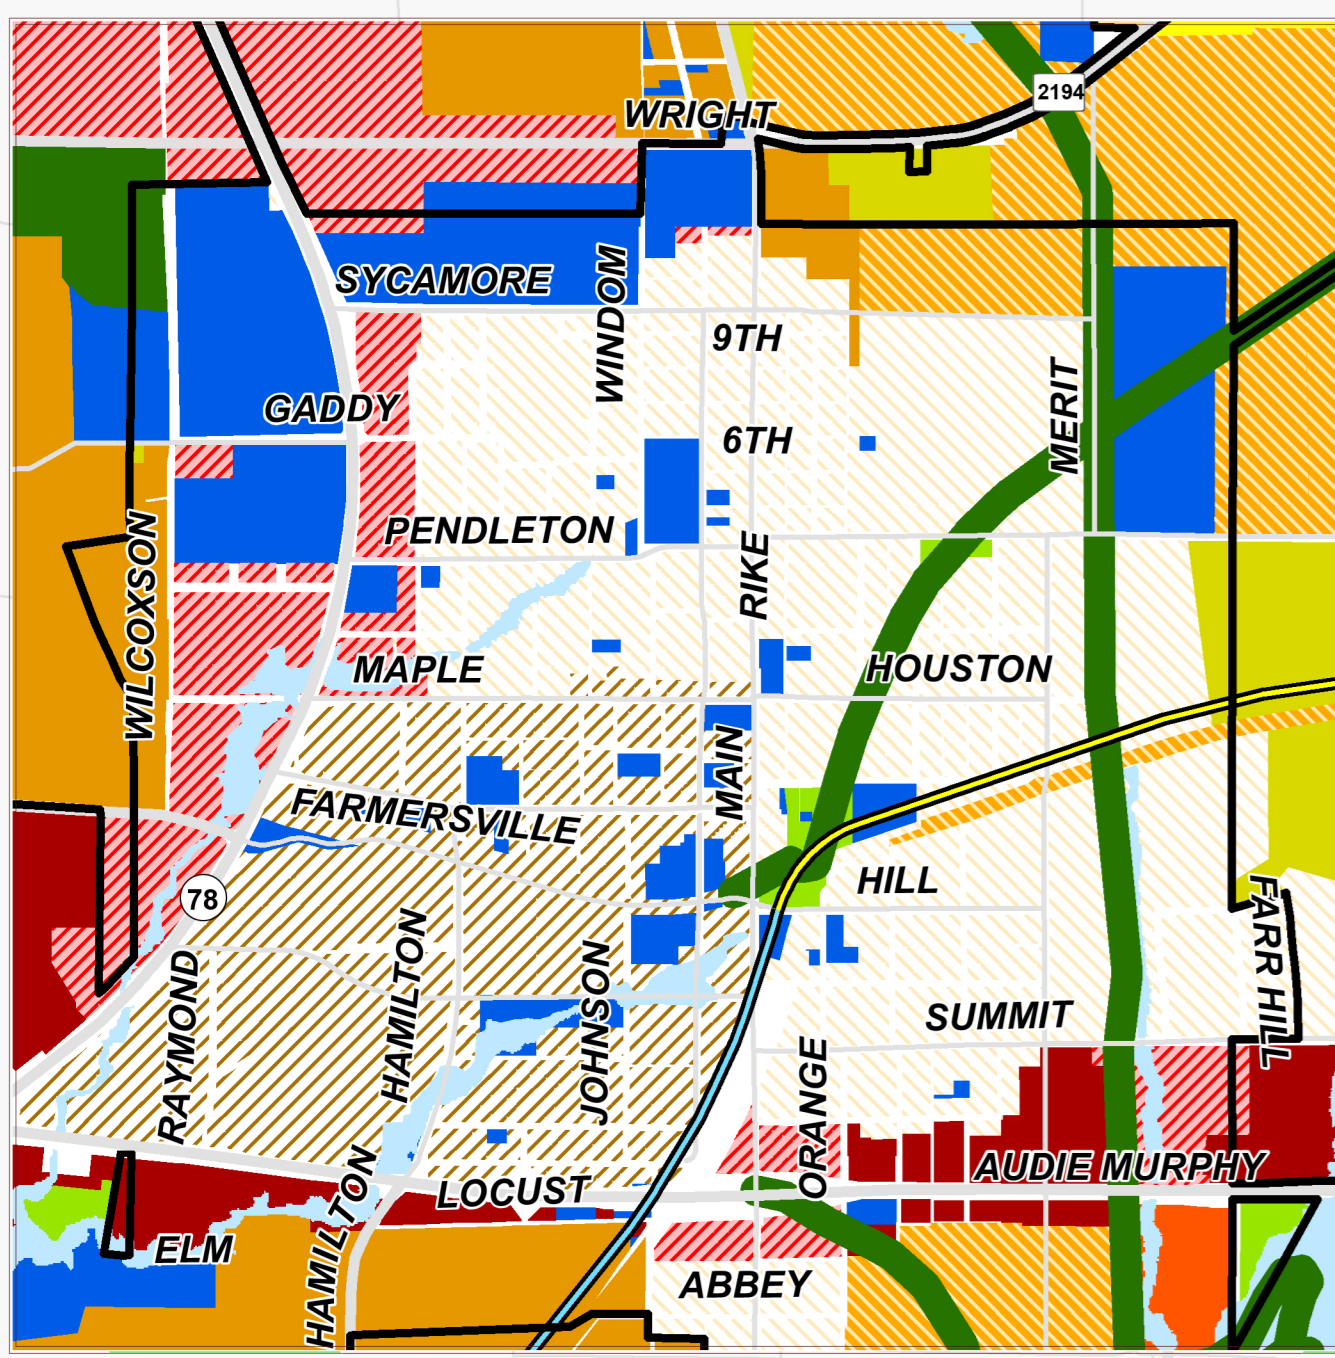 2194
WRIGHT
SYCAMORE
WINDOM
9TH
GADDY
6TH
MERIT
PENDLETON
WILCOXSON
RIKE
MAPLE
HOUSTON
MAIN
FARMERSVILLE
HILL
78
FARR HILL
RAYMOND
HAMILTON
JOHNSON
SUMMIT
ORANGE
AUDIE MURPHY
LOCUST
HAMILTON
ELM
ABBEY